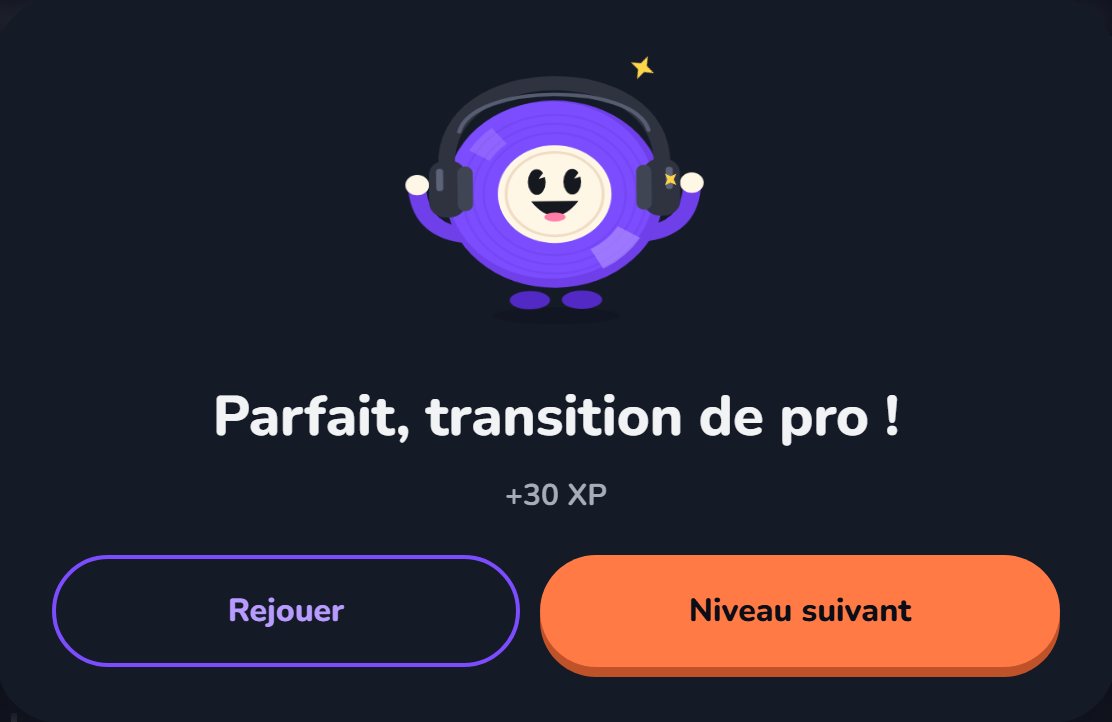 Parfait, transition de pro !
+30 XP
Rejouer
Niveau suivant